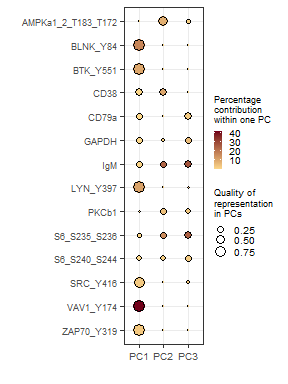 AMPKa1_2_T183_T172
BLNK_Y84
BTK_Y551
CD38
CD79a
GAPDH
IgM
LYN_Y397
PKCb1
S6_S235_S236
S6_S240_S244
SRC_Y416
VAV1_Y174
ZAP70_Y319
PC1 PC2 PC3
Percentage
contribution
within one PC
40
30
20
10
Quality of
representation
in PCs
0.25
0.50
0.75